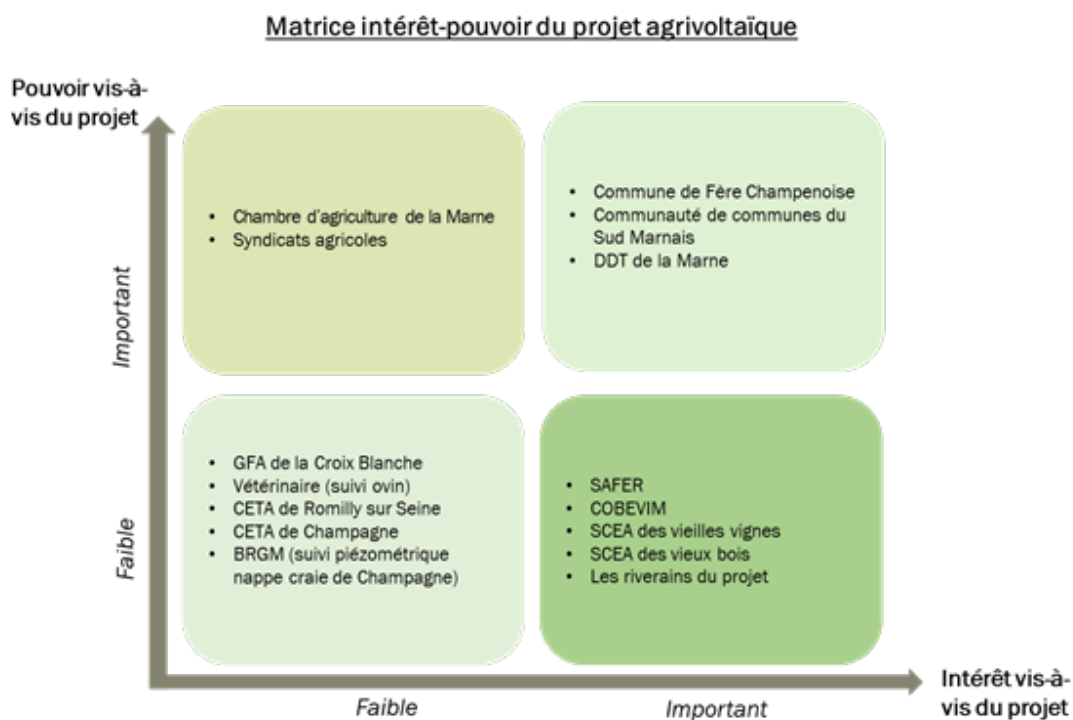 Matrice intérêt-pouvoir du projet agrivoltaïque
Pouvoir vis-à-
vis du projet
Important
• Chambre d'agriculture de la Marne
• Syndicats agricoles
• Commune de Fère Champenoise
• Communauté de communes du
Sud Marnais
• DDT de la Marne
Faible
• GFA de la Croix Blanche
• Vétérinaire (suivi ovin)
• CETA de Romilly sur Seine
• CETA de Champagne
• BRGM (suivi piézométrique
nappe craie de Champagne)
• SAFER
• COBEVIM
• SCEA des vieilles vignes
• SCEA des vieux bois
• Les riverains du projet
Faible
Important
Intérêt vis-à-
vis du projet